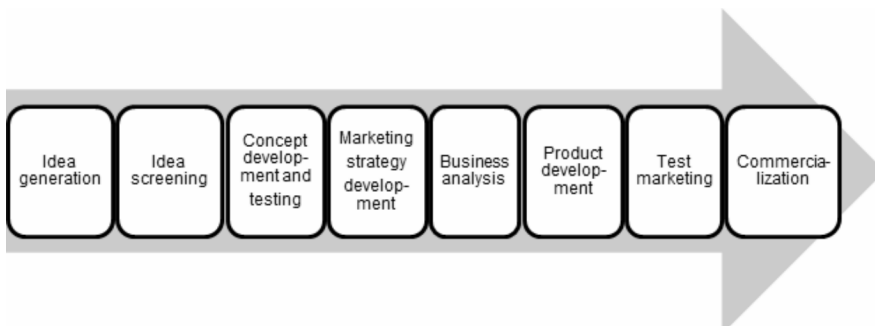 Idea
generation
Idea
screening
Concept
develop-
ment and
testing
Marketing
strategy
develop-
ment
Business
analysis
Product
develop-
ment
Test
marketing
Commercia-
lization